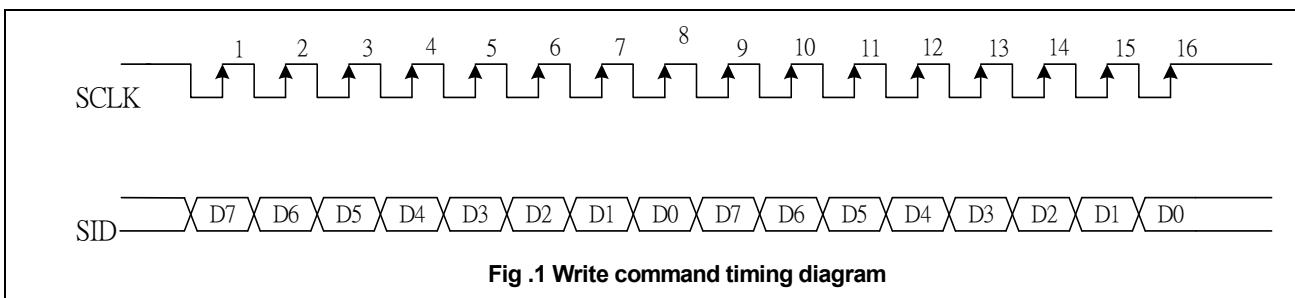 1 2 3 4 5 6 7 8 9 10 11 12 13 14 15 16
SCLK
D7 D6 D5 D4 D3 D2 D1 D0 D7 D6 D5 D4 D3 D2 D1 D0
SID
Fig .1 Write command timing diagram